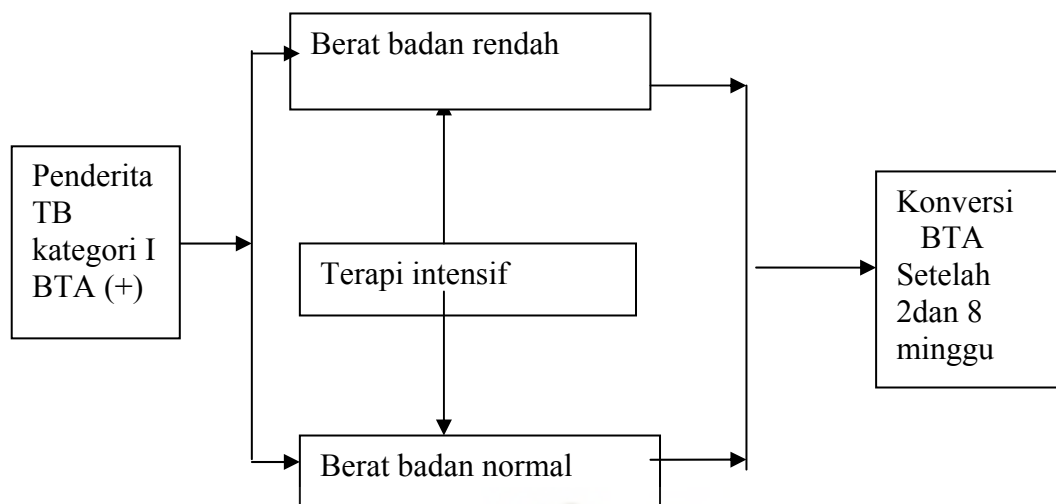 Berat badan rendah
Penderita
TB
kategori I
BTA (+)
Terapi intensif
Konversi
BTA
Setelah
2dan 8
minggu
Berat badan normal